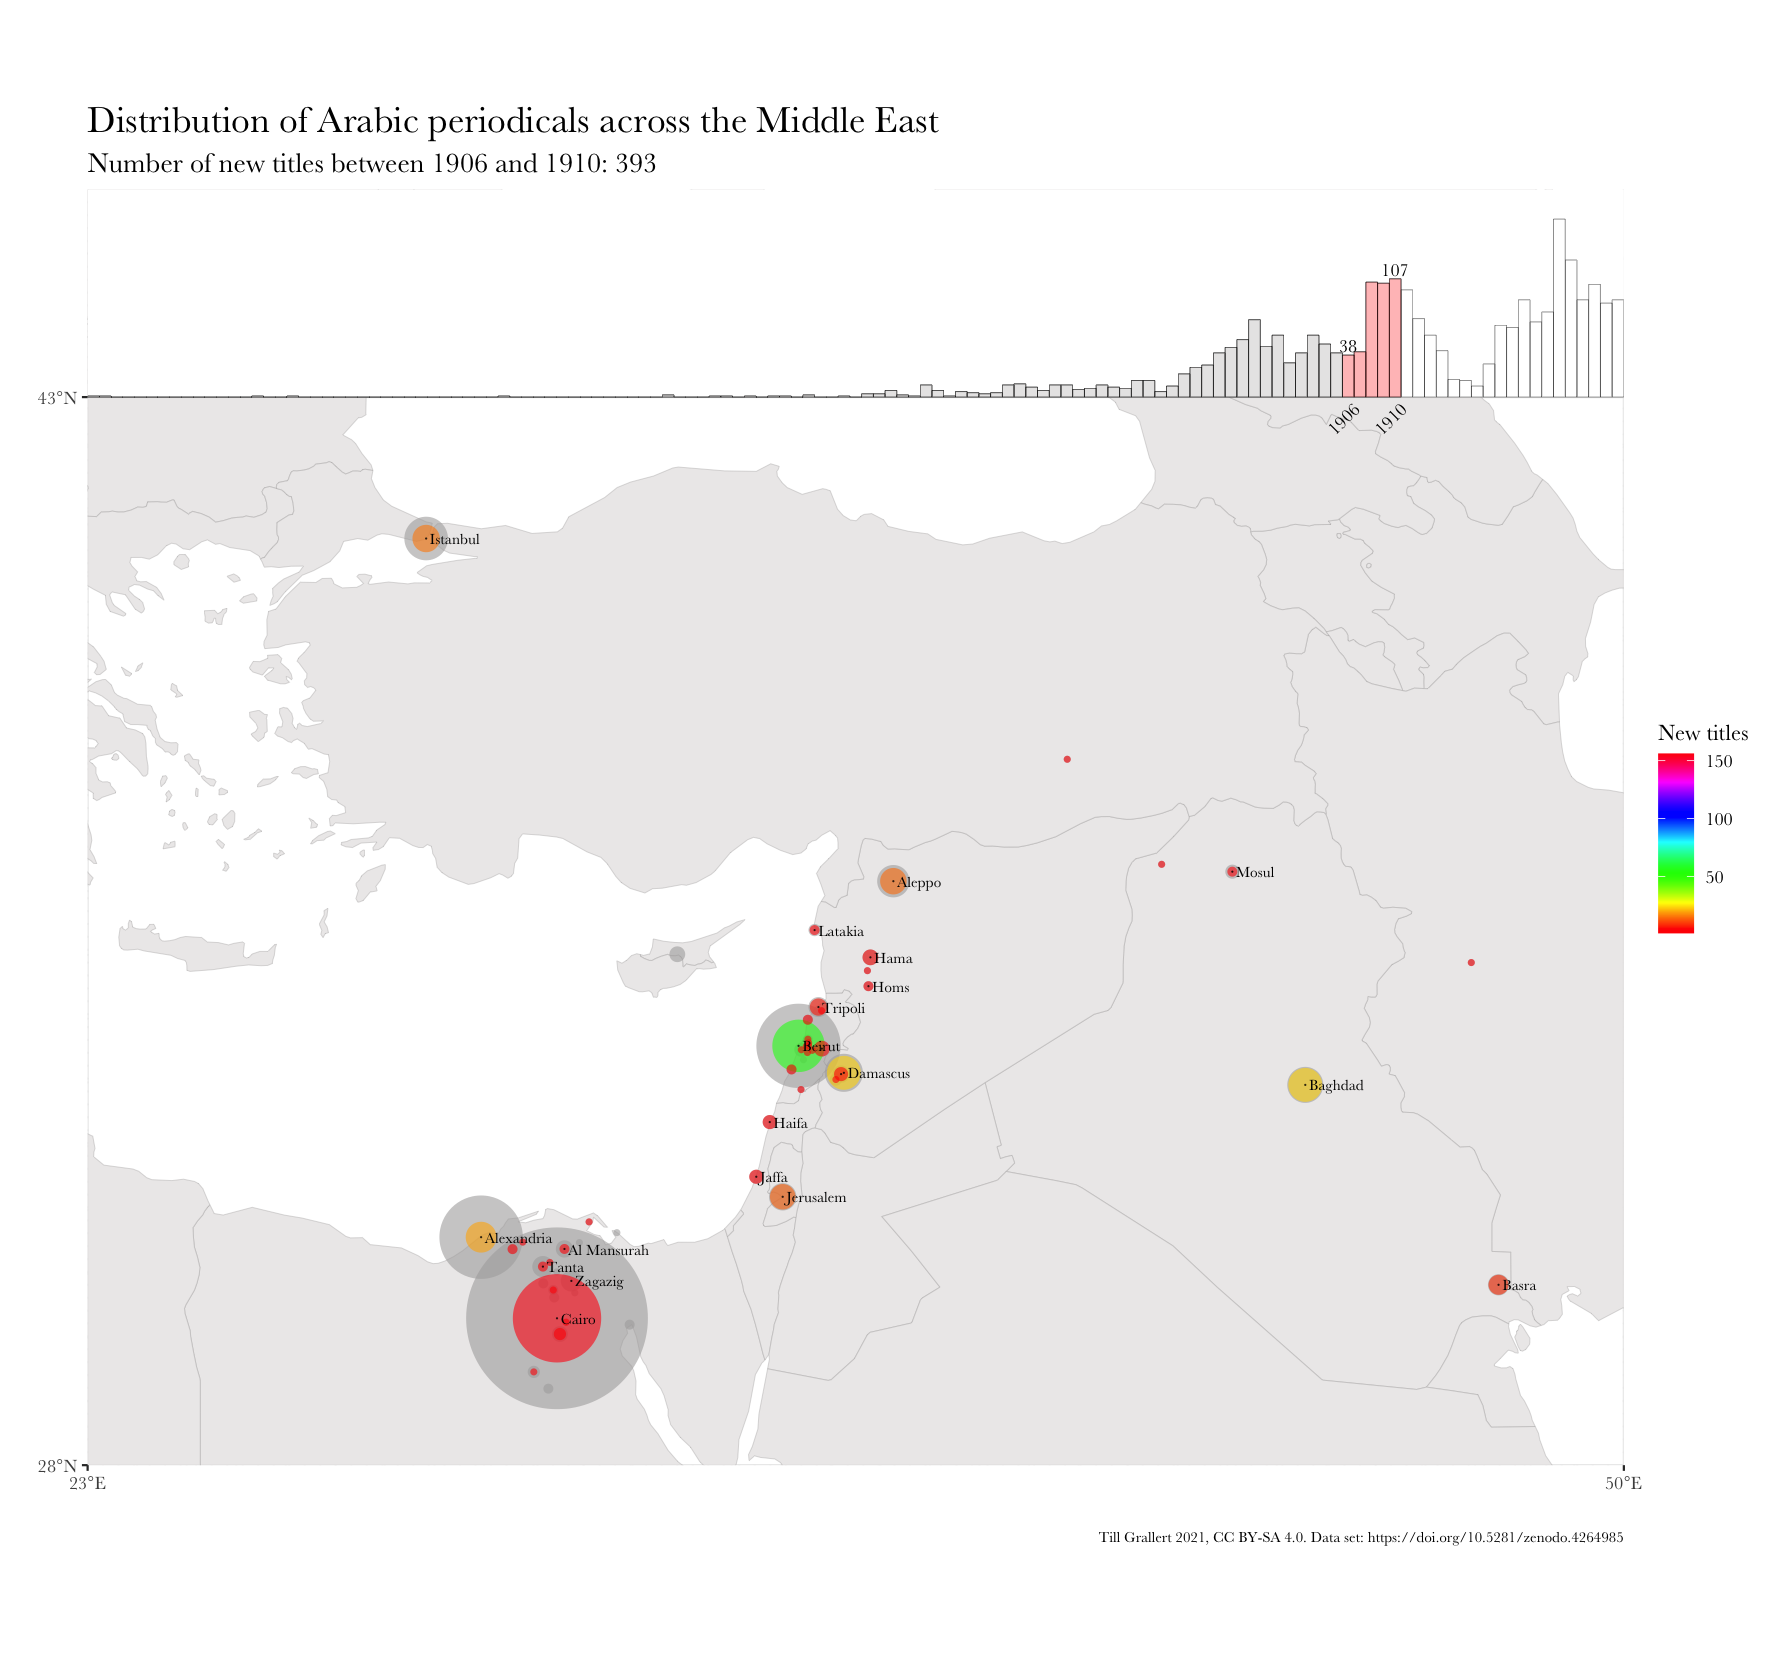 Distribution of Arabic periodicals across the Middle East
Number of new titles between 1906 and 1910: 393
107
38
43°N
1906
1910
Istanbul
New titles
150
100
50
Mosul
Aleppo
Latakia
Hama
Homs
Tripoli
Beirut
Damascus
Baghdad
Haifa
Jaffa
Jerusalem
Alexandria
Al Mansurah
Tanta
Zagazig
Basra
Cairo
28°N
23°E
50°E
Till Grallert 2021, CC BY-SA 4.0. Data set: https://doi.org/10.5281/zenodo.4264985